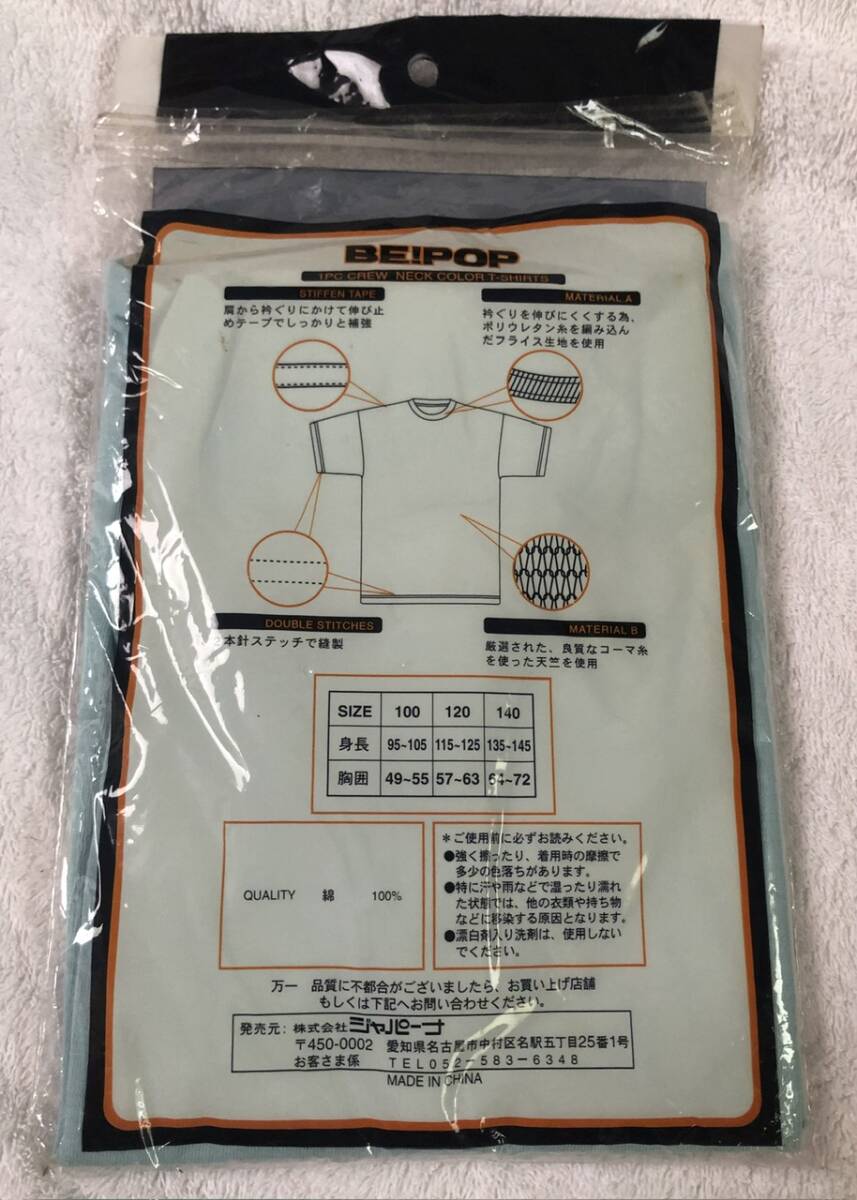 BE!POP
1PC CREW NECK COLOR T-SHIRTS
STIFFEN TAPE
肩から衿ぐりにかけて伸び止
めテープでしっかりと補強
MATERIAL A
衿ぐりを伸びにくくする為、
ポリウレタン糸を編み込ん
だフライス生地を使用
DOUBLE STITCHES
2本針ステッチで縫製
MATERIAL B
厳選された、良質なコーマ糸
を使った天竺を使用
SIZE 100 120 140
身長 95~105 115~125 135~145
胸囲 49~55 57~63 64~72
QUALITY 綿 100%
＊ご使用前に必ずお読みください。
●強く擦ったり、着用時の摩擦で
多少の色落ちがあります。
●特に汗や雨などで湿ったり濡れ
た状態では、他の衣類や持ち物
などに移染する原因となります。
●漂白剤入り洗剤は、使用しない
でください。
万一 品質に不都合がございましたら、お買い上げ店舗
もしくは下記へお問い合わせください。
発売元: 株式会社ジャパーナ
〒450-0002 愛知県名古屋市中村区名駅五丁目25番1号
お客さま係 TEL052-583-6348
MADE IN CHINA